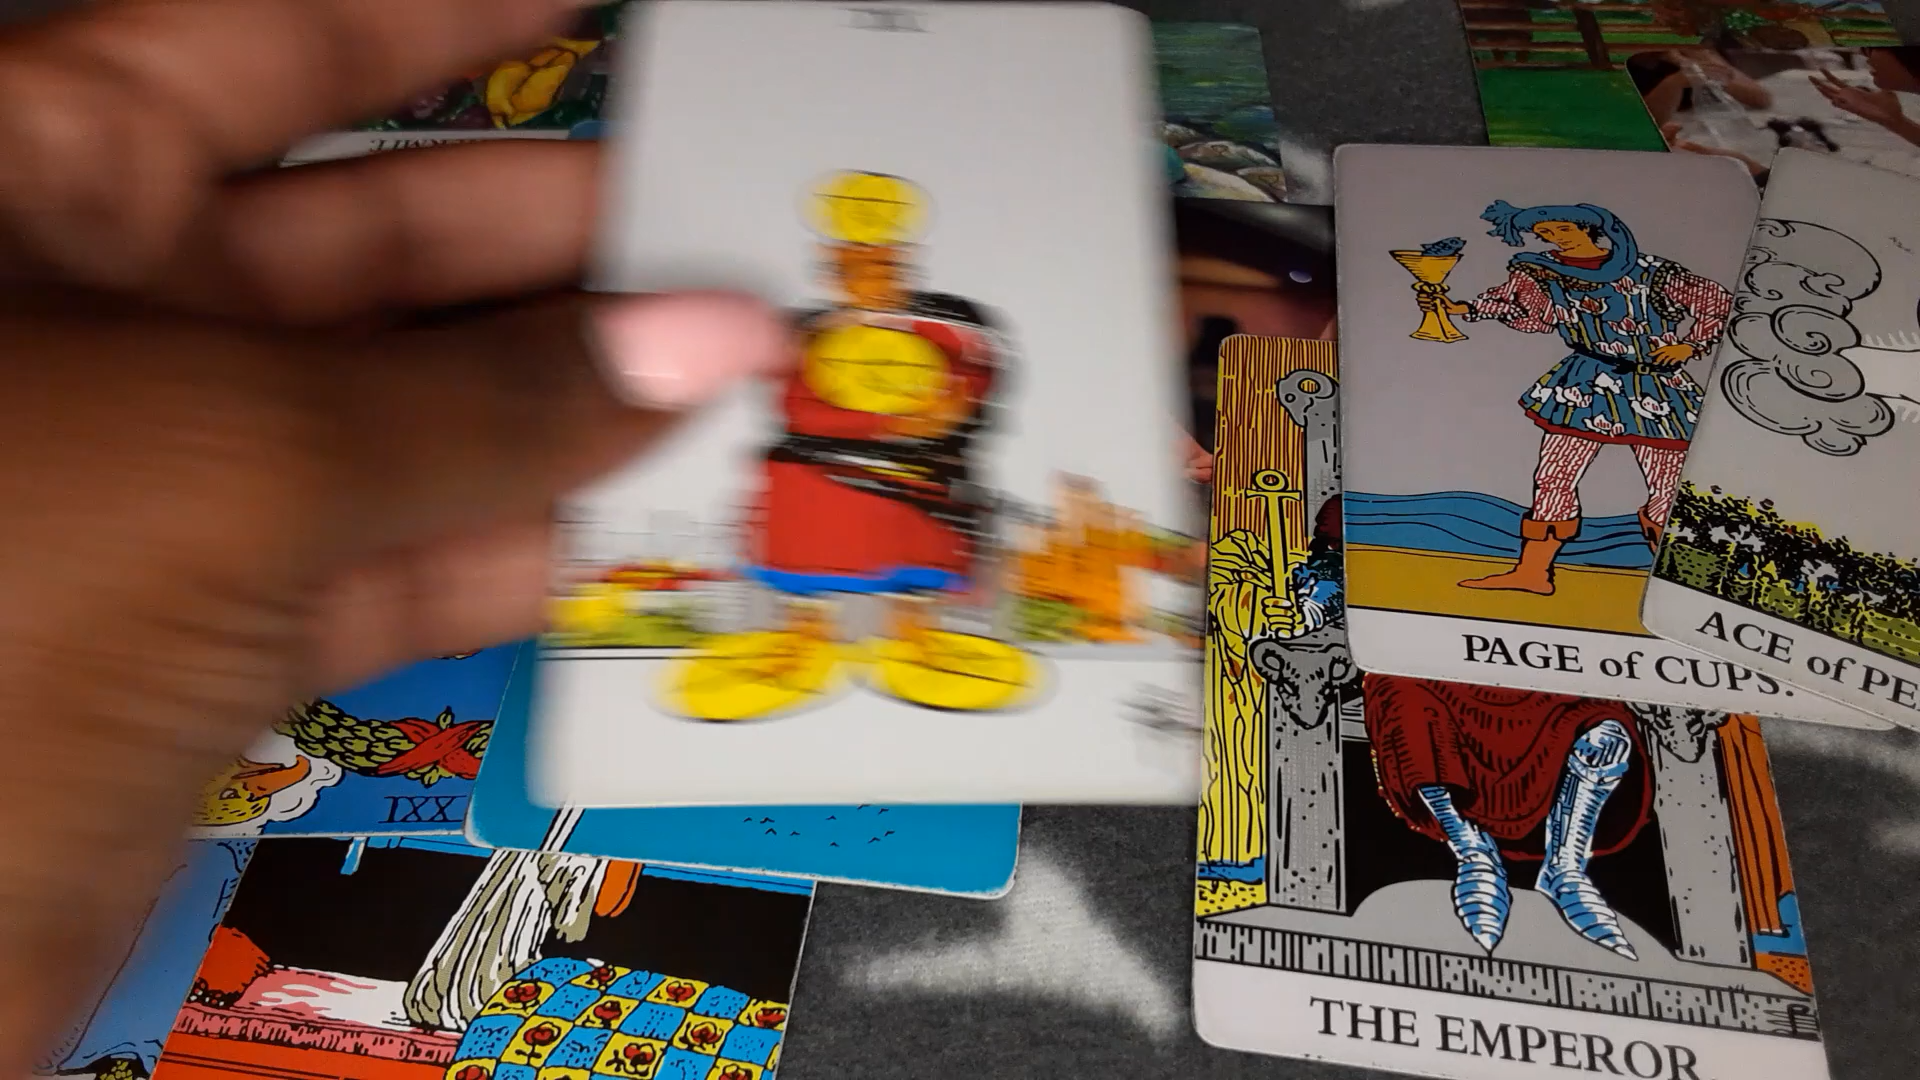 PAGE of CUPS.
ACE of PE
THE EMPEROR
XXI